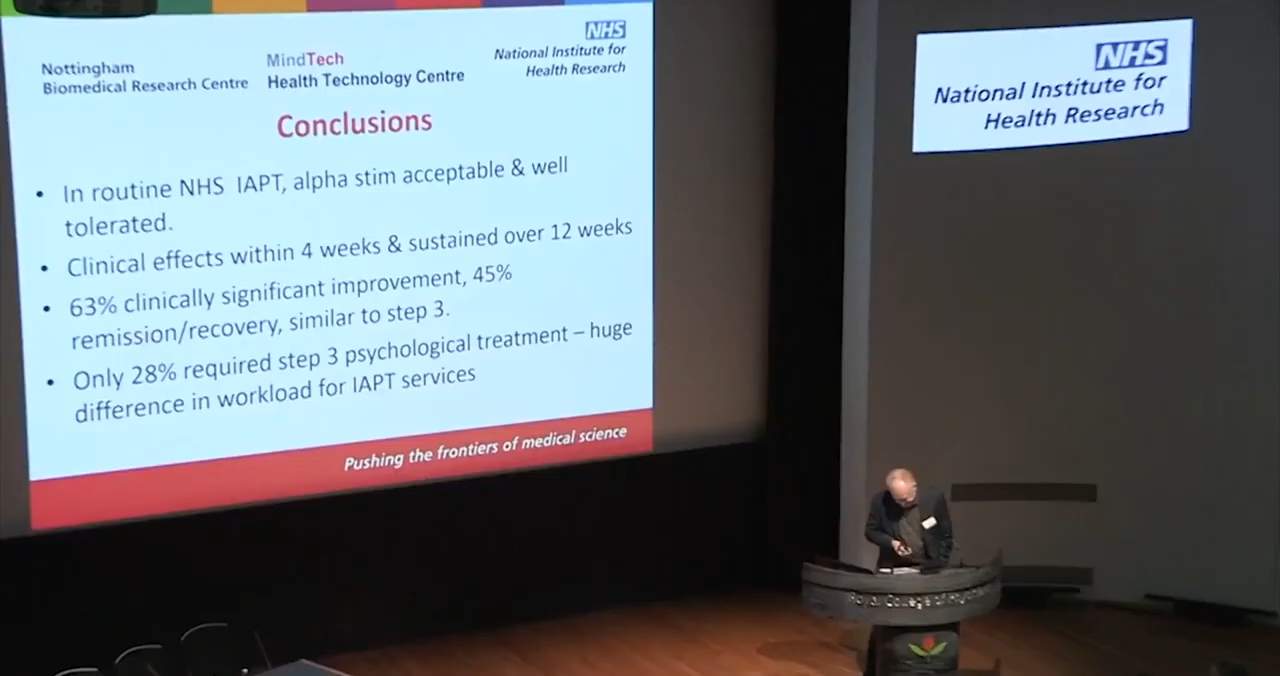 Nottingham
Biomedical Research Centre
MindTech
Health Technology Centre
NHS
National Institute for
Health Research
Conclusions
• In routine NHS IAPT, alpha stim acceptable & well
tolerated.
• Clinical effects within 4 weeks & sustained over 12 weeks
• 63% clinically significant improvement, 45%
remission/recovery, similar to step 3.
• Only 28% required step 3 psychological treatment – huge
difference in workload for IAPT services
Pushing the frontiers of medical science
NHS
National Institute for
Health Research
Royal College of